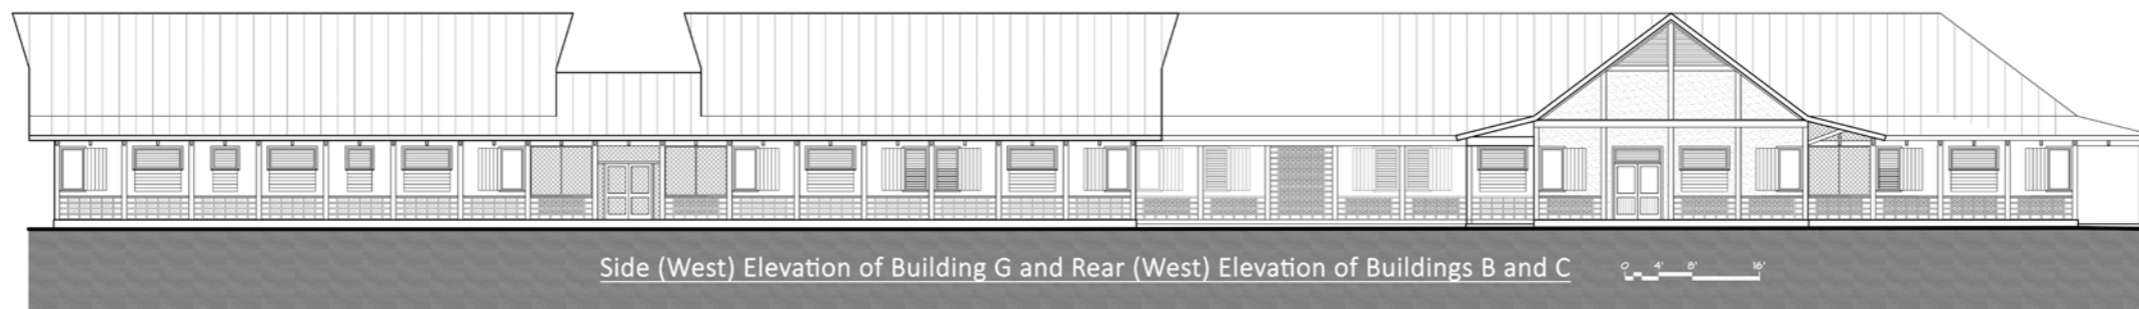 Side (West) Elevation of Building G and Rear (West) Elevation of Buildings B and C
0 4' 8' 16'